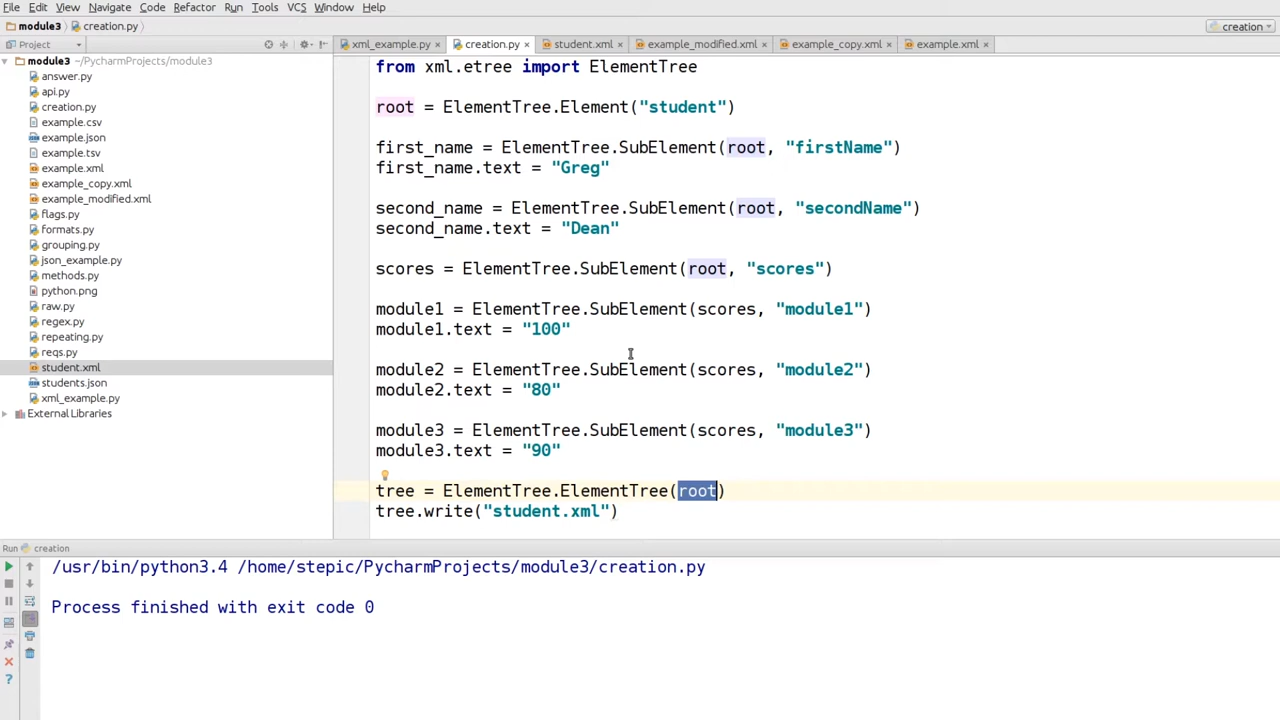 File Edit View Navigate Code Refactor Run Tools VCS Window Help
module3 creation.py creation
Project
xml_example.py creation.py student.xml example_modified.xml example_copy.xml example.xml
module3 ~/PycharmProjects/module3
answer.py
api.py
creation.py
example.csv
example.json
example.tsv
example.xml
example_copy.xml
example_modified.xml
flags.py
formats.py
grouping.py
json_example.py
methods.py
python.png
raw.py
regex.py
repeating.py
reqs.py
student.xml
students.json
xml_example.py
External Libraries
from xml.etree import ElementTree
root = ElementTree.Element("student")
first_name = ElementTree.SubElement(root, "firstName")
first_name.text = "Greg"
second_name = ElementTree.SubElement(root, "secondName")
second_name.text = "Dean"
scores = ElementTree.SubElement(root, "scores")
module1 = ElementTree.SubElement(scores, "module1")
module1.text = "100"
module2 = ElementTree.SubElement(scores, "module2")
module2.text = "80"
module3 = ElementTree.SubElement(scores, "module3")
module3.text = "90"
tree = ElementTree.ElementTree(root)
tree.write("student.xml")
Run creation
/usr/bin/python3.4 /home/stepic/PycharmProjects/module3/creation.py
Process finished with exit code 0